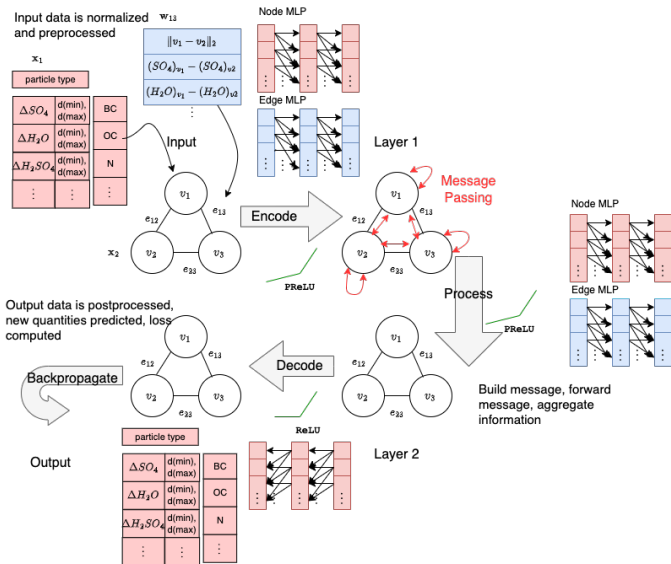 Input data is normalized
and preprocessed
w₁₃
x₁
‖v₁ − v₂‖₂
(SO4)ᵥ₁ − (SO4)ᵥ₂
(H₂O)ᵥ₁ − (H₂O)ᵥ₂
⋮
Node MLP
Edge MLP
particle type
ΔSO₄ d(min), d(max) BC
ΔH₂O d(min), d(max) OC
ΔH₂SO₄ d(min), d(max) N
⋮ ⋮ ⋮
Input
v₁
e₁₂ e₁₃
x₂
v₂ v₃
e₂₃
Encode
PReLU
Layer 1
Message
Passing
v₁
e₁₂ e₁₃
v₂ v₃
e₂₃
Process
PReLU
Node MLP
Edge MLP
Output data is postprocessed,
new quantities predicted, loss
computed
Backpropagate
v₁
e₁₂ e₁₃
v₂ v₃
e₂₃
Decode
ReLU
v₁
e₁₂ e₁₃
v₂ v₃
e₂₃
Build message, forward
message, aggregate
information
Layer 2
Output
particle type
ΔSO₄ d(min), d(max) BC
ΔH₂O d(min), d(max) OC
ΔH₂SO₄ d(min), d(max) N
⋮ ⋮ ⋮